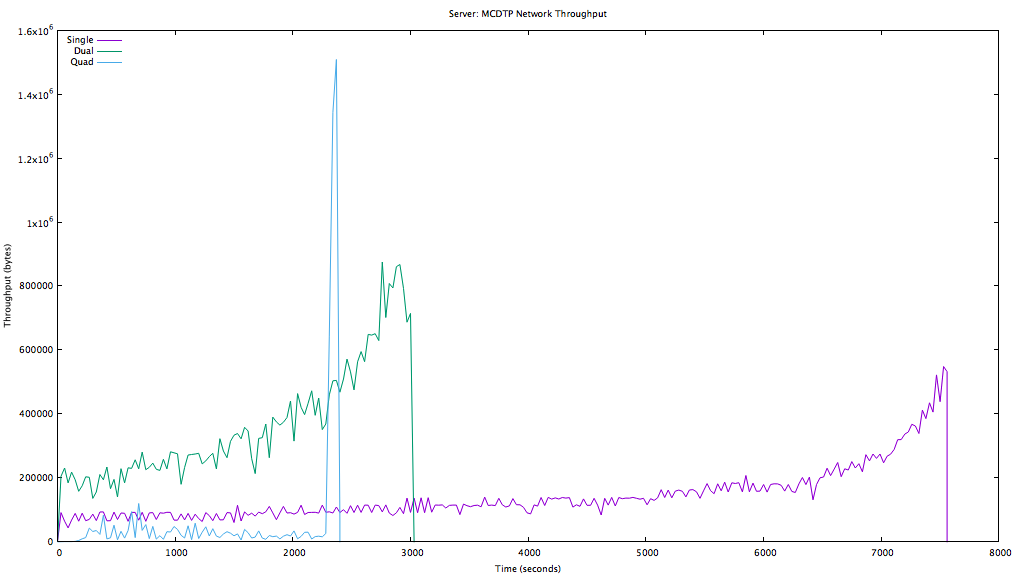 Server: MCDTP Network Throughput
1.6x10^6
Single
Dual
Quad
1.4x10^6
1.2x10^6
1x10^6
800000
600000
400000
200000
0
Throughput (bytes)
0 1000 2000 3000 4000 5000 6000 7000 8000
Time (seconds)